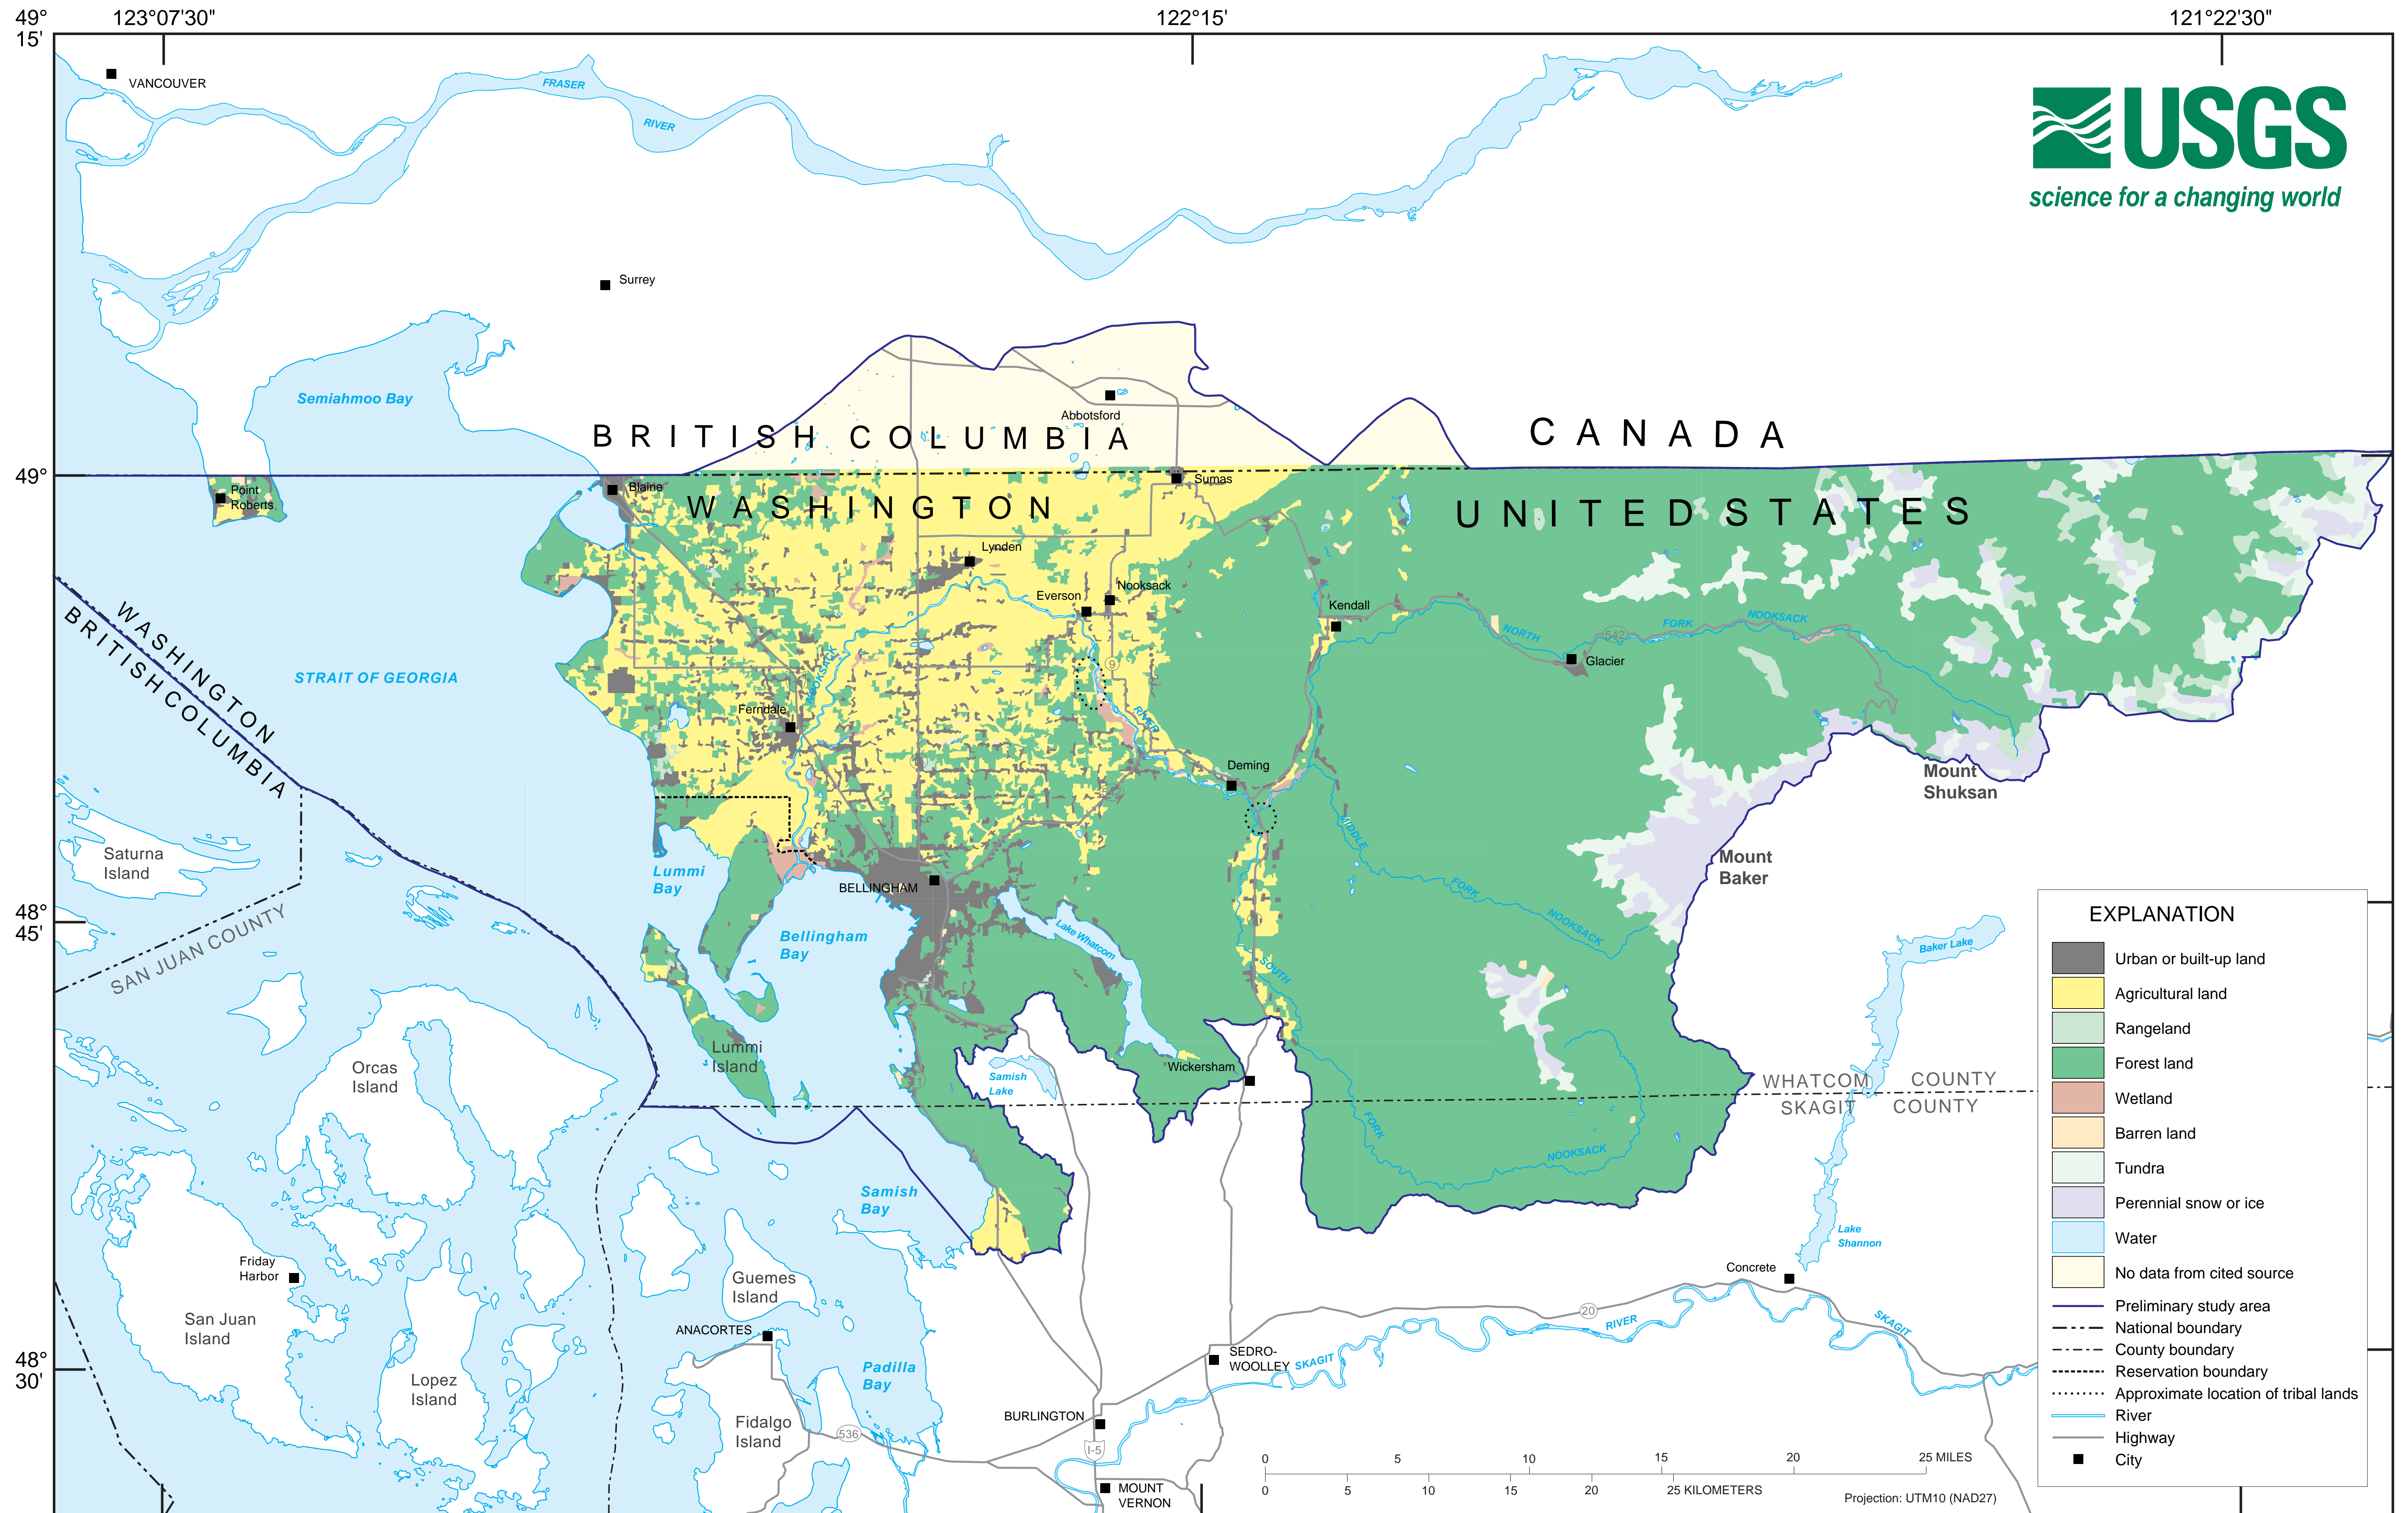 49°
15'
123°07'30"
122°15'
121°22'30"
VANCOUVER
FRASER
RIVER
USGS
science for a changing world
Surrey
Semiahmoo Bay
Abbotsford
BRITISH COLUMBIA
CANADA
49°
Point
Roberts
Blaine
Sumas
WASHINGTON
UNITED STATES
Lynden
Nooksack
Everson
Kendall
NORTH
FORK
NOOKSACK
542
Glacier
WASHINGTON
BRITISH COLUMBIA
STRAIT OF GEORGIA
NOOKSACK
9
Ferndale
RIVER
Deming
Mount
Shuksan
MIDDLE
FORK
NOOKSACK
Mount
Baker
Saturna
Island
Lummi
Bay
BELLINGHAM
48°
45'
SAN JUAN COUNTY
Bellingham
Bay
Lake Whatcom
SOUTH
Baker Lake
Lummi
Island
Orcas
Island
Samish
Lake
Wickersham
WHATCOM COUNTY
SKAGIT COUNTY
FORK
NOOKSACK
Samish
Bay
Lake
Shannon
Friday
Harbor
Guemes
Island
Concrete
San Juan
Island
ANACORTES
20
RIVER
SKAGIT
SEDRO-
WOOLLEY
SKAGIT
48°
30'
Lopez
Island
Padilla
Bay
BURLINGTON
Fidalgo
Island
536
I-5
MOUNT
VERNON
0 5 10 15 20 25 MILES
0 5 10 15 20 25 KILOMETERS
Projection: UTM10 (NAD27)
EXPLANATION
Urban or built-up land
Agricultural land
Rangeland
Forest land
Wetland
Barren land
Tundra
Perennial snow or ice
Water
No data from cited source
Preliminary study area
National boundary
County boundary
Reservation boundary
Approximate location of tribal lands
River
Highway
City